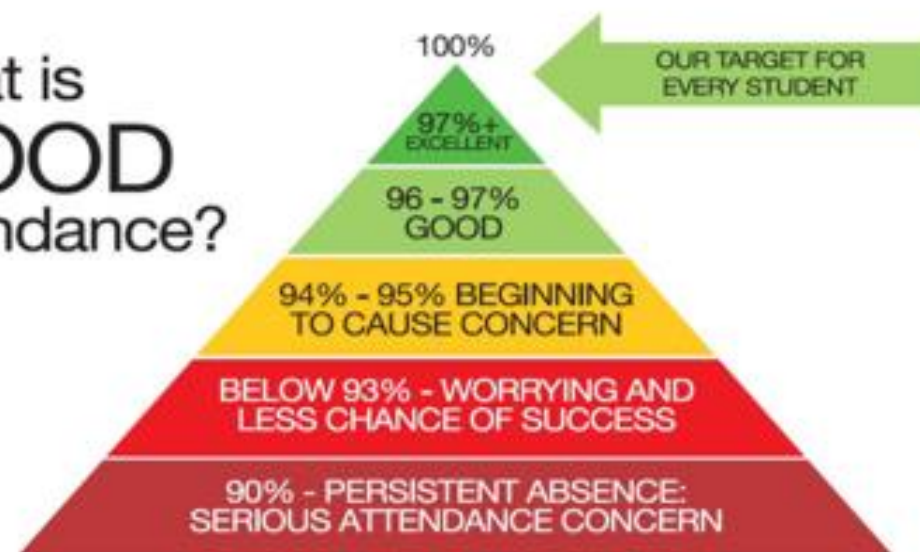 t is
OOD
ndance?
100%
OUR TARGET FOR
EVERY STUDENT
97%+
EXCELLENT
96 - 97%
GOOD
94% - 95% BEGINNING
TO CAUSE CONCERN
BELOW 93% - WORRYING AND
LESS CHANCE OF SUCCESS
90% - PERSISTENT ABSENCE:
SERIOUS ATTENDANCE CONCERN